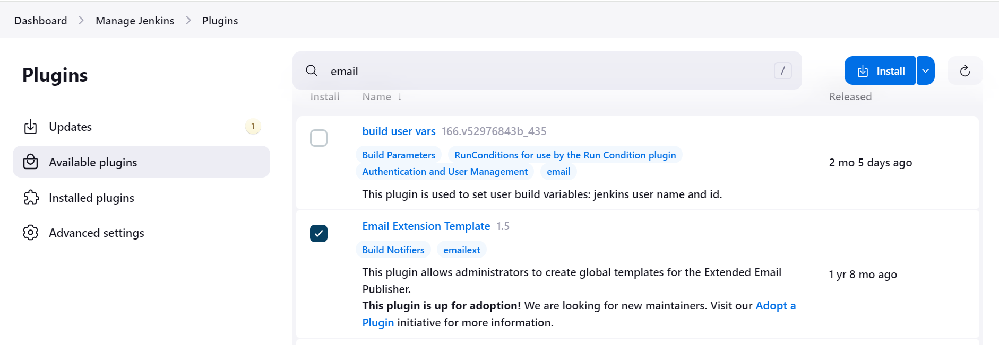 Dashboard > Manage Jenkins > Plugins
Plugins
Updates 1
Available plugins
Installed plugins
Advanced settings
email /
Install
Install Name ↓ Released
build user vars 166.v52976843b_435
Build Parameters RunConditions for use by the Run Condition plugin
Authentication and User Management email
This plugin is used to set user build variables: jenkins user name and id.
2 mo 5 days ago
Email Extension Template 1.5
Build Notifiers emailext
This plugin allows administrators to create global templates for the Extended Email
Publisher.
This plugin is up for adoption! We are looking for new maintainers. Visit our Adopt a
Plugin initiative for more information.
1 yr 8 mo ago